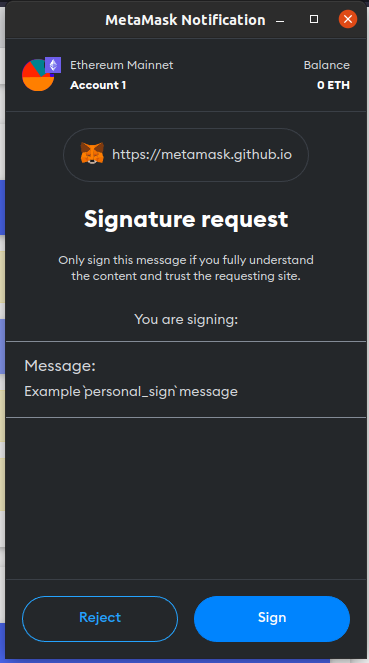 MetaMask Notification
Ethereum Mainnet
Balance
Account 1
0 ETH
https://metamask.github.io
Signature request
Only sign this message if you fully understand
the content and trust the requesting site.
You are signing:
Message:
Example `personal_sign` message
Reject
Sign